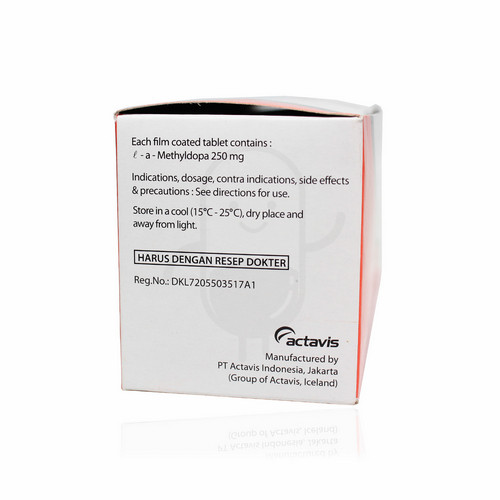 Each film coated tablet contains :
ℓ - a - Methyldopa 250 mg
Indications, dosage, contra indications, side effects
& precautions : See directions for use.
Store in a cool (15°C - 25°C), dry place and
away from light.
HARUS DENGAN RESEP DOKTER
Reg.No.: DKL7205503517A1
actavis
Manufactured by
PT Actavis Indonesia, Jakarta
(Group of Actavis, Iceland)